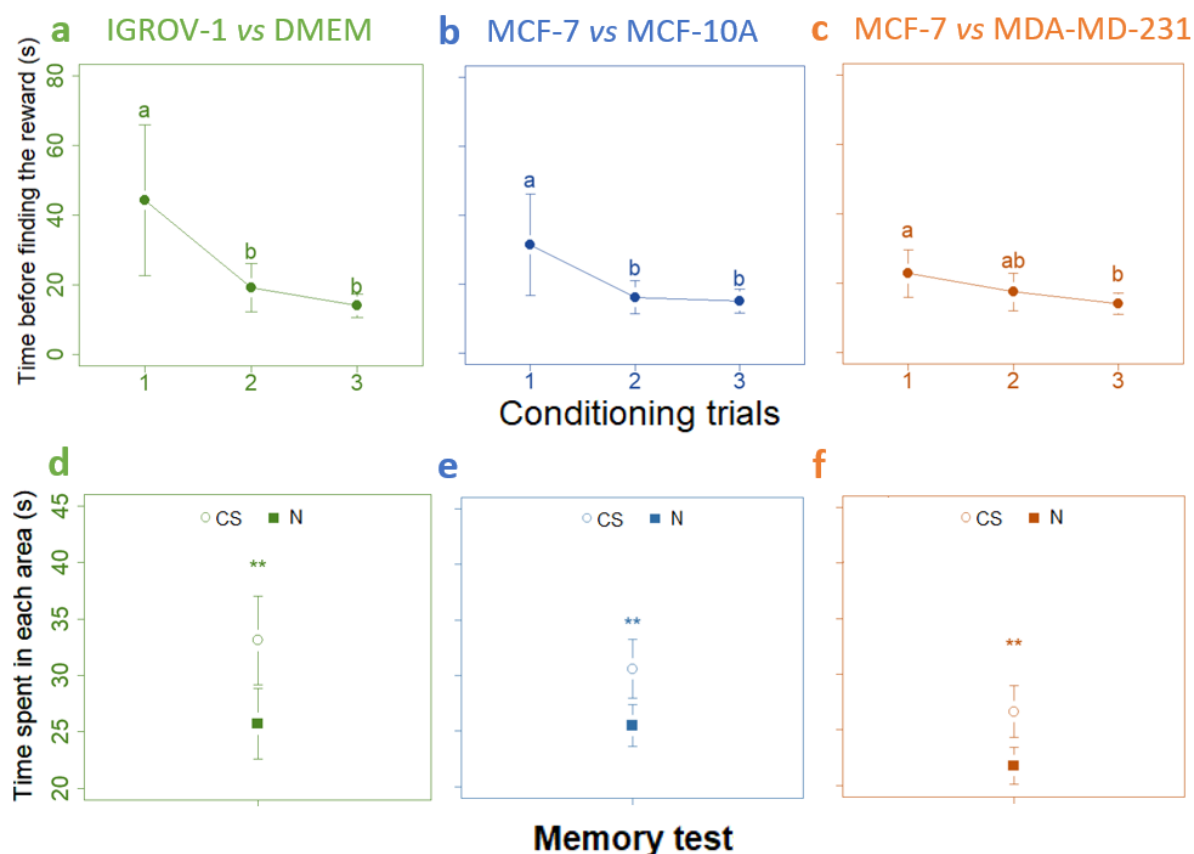 a IGROV-1 vs DMEM
b MCF-7 vs MCF-10A
c MCF-7 vs MDA-MD-231
Time before finding the reward (s)
80
60
40
20
0
a
b
b
a
b
b
a
ab
b
1 2 3
1 2 3
1 2 3
Conditioning trials
d
e
f
Time spent in each area (s)
45
40
35
30
25
20
CS N
**
CS N
**
CS N
**
Memory test